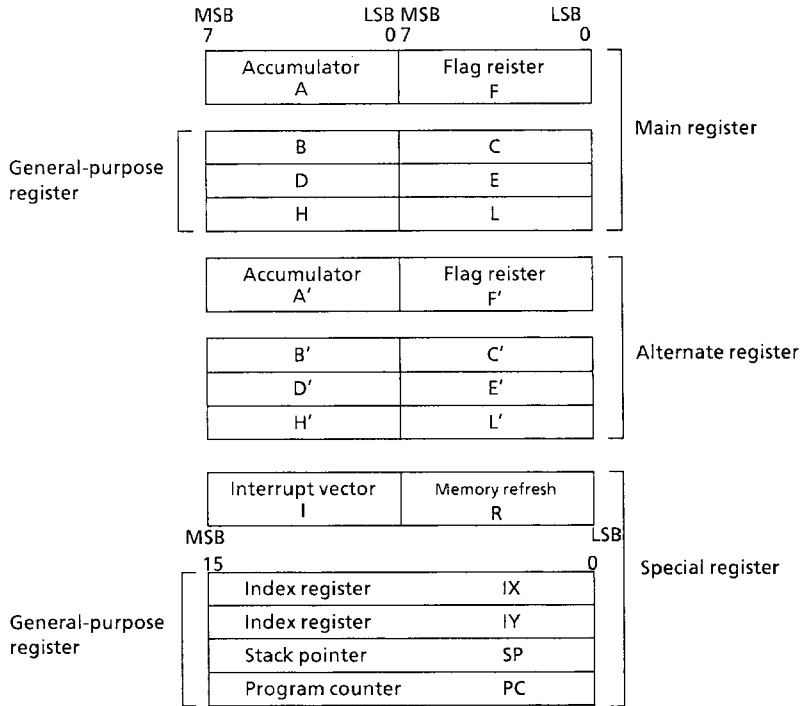 MSB LSB MSB LSB
7 0 7 0
Accumulator Flag reister
A F
Main register
B C
General-purpose
register
D E
H L
Accumulator Flag reister
A' F'
B' C'
Alternate register
D' E'
H' L'
Interrupt vector Memory refresh
I R
MSB LSB
15 0
Special register
Index register IX
General-purpose
register
Index register IY
Stack pointer SP
Program counter PC